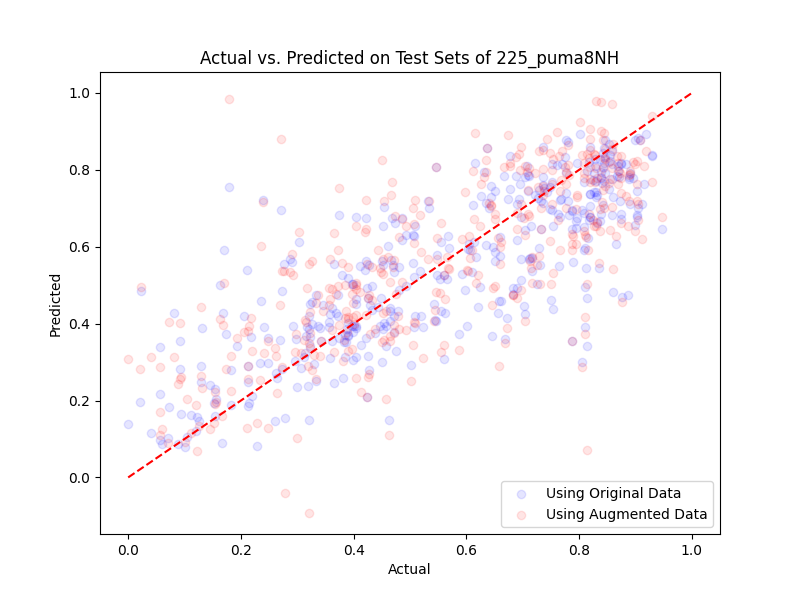 Actual vs. Predicted on Test Sets of 225_puma8NH
1.0
0.8
0.6
0.4
0.2
0.0
Predicted
0.0 0.2 0.4 0.6 0.8 1.0
Actual
Using Original Data
Using Augmented Data